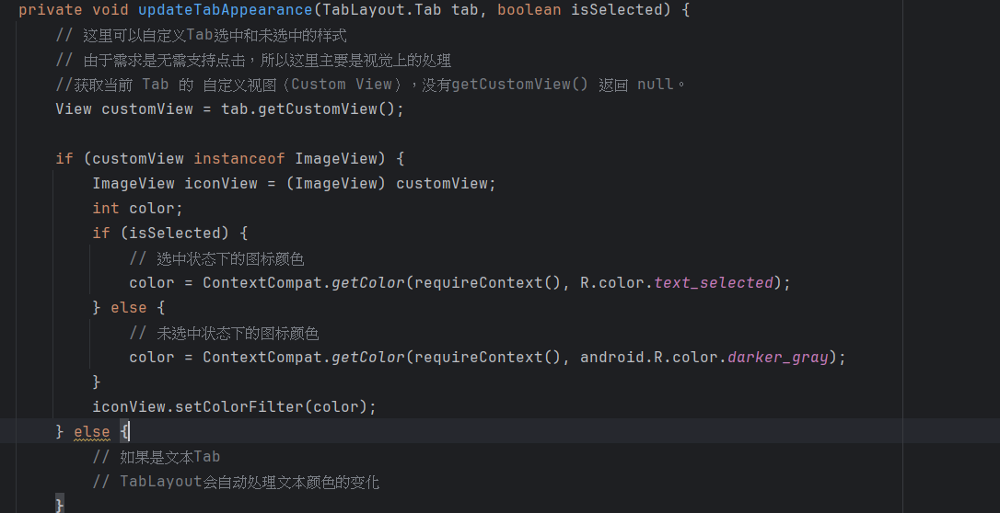 private void updateTabAppearance(TabLayout.Tab tab, boolean isSelected) {
// 这里可以自定义Tab选中和未选中的样式
// 由于需求是无需支持点击，所以这里主要是视觉上的处理
//获取当前 Tab 的 自定义视图（Custom View），没有getCustomView() 返回 null。
View customView = tab.getCustomView();
if (customView instanceof ImageView) {
ImageView iconView = (ImageView) customView;
int color;
if (isSelected) {
// 选中状态下的图标颜色
color = ContextCompat.getColor(requireContext(), R.color.text_selected);
} else {
// 未选中状态下的图标颜色
color = ContextCompat.getColor(requireContext(), android.R.color.darker_gray);
}
iconView.setColorFilter(color);
} else {
// 如果是文本Tab
// TabLayout会自动处理文本颜色的变化
}